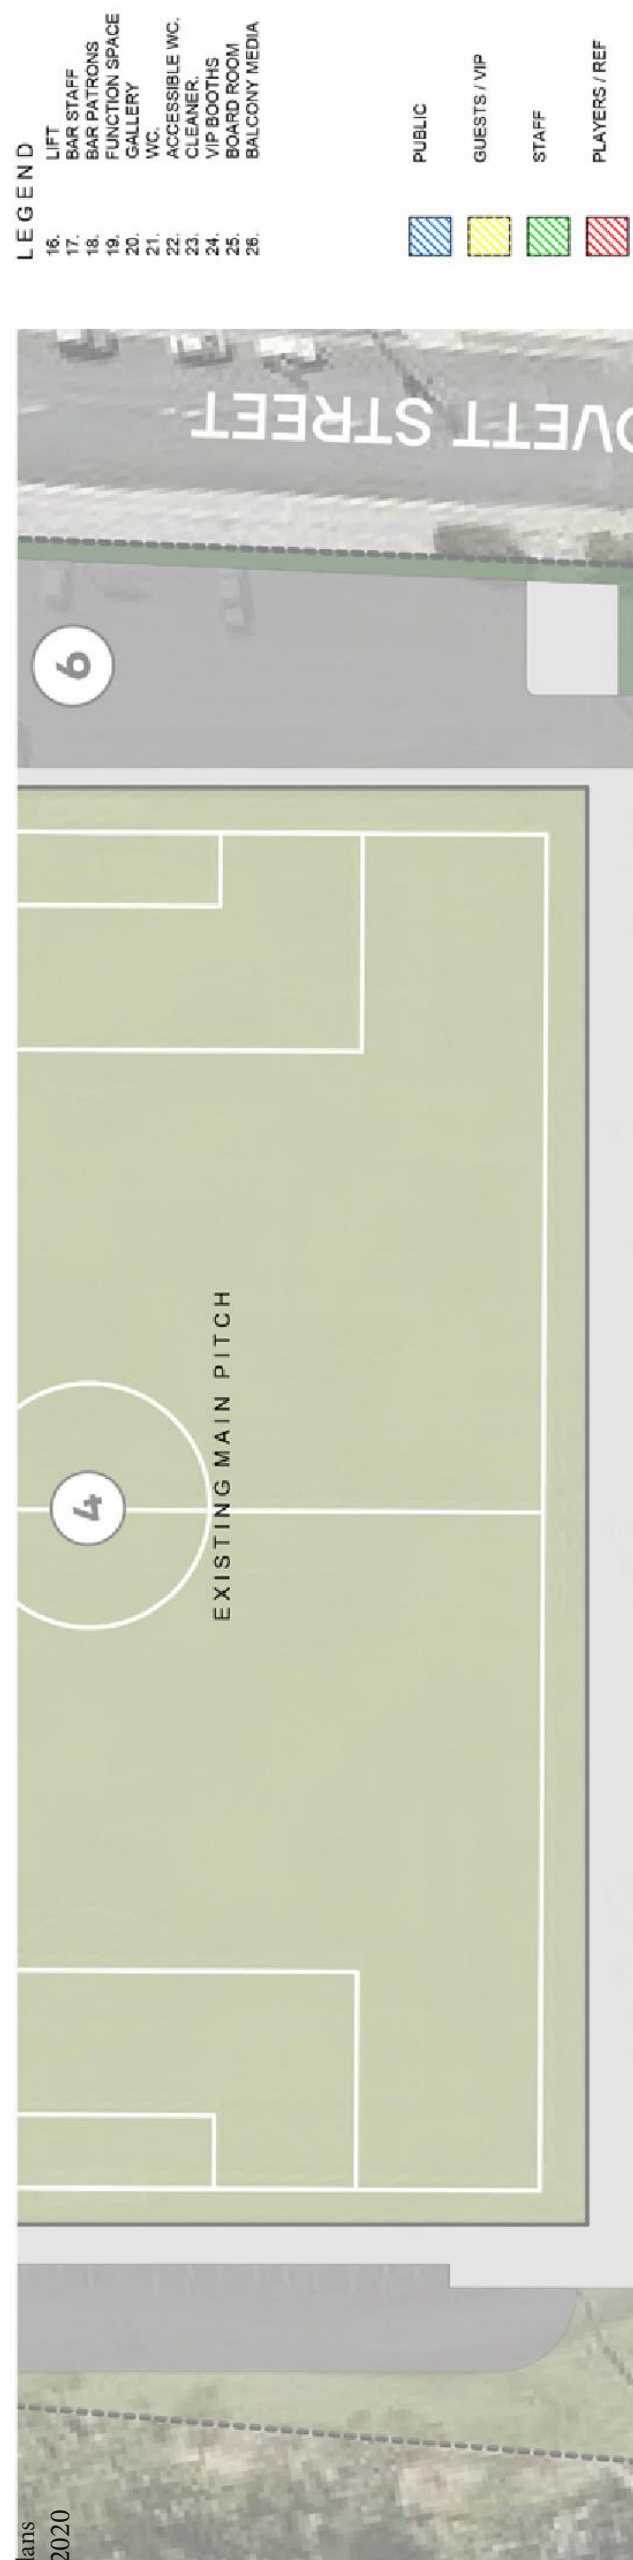 LEGEND
16. LIFT
17. BAR STAFF
18. BAR PATRONS
19. FUNCTION SPACE
20. GALLERY
21. WC.
22. ACCESSIBLE WC.
23. CLEANER.
24. VIP BOOTHS
25. BOARD ROOM
26. BALCONY MEDIA
PUBLIC
GUESTS / VIP
STAFF
PLAYERS / REF
OVETT STREET
6
4
EXISTING MAIN PITCH
lans
2020